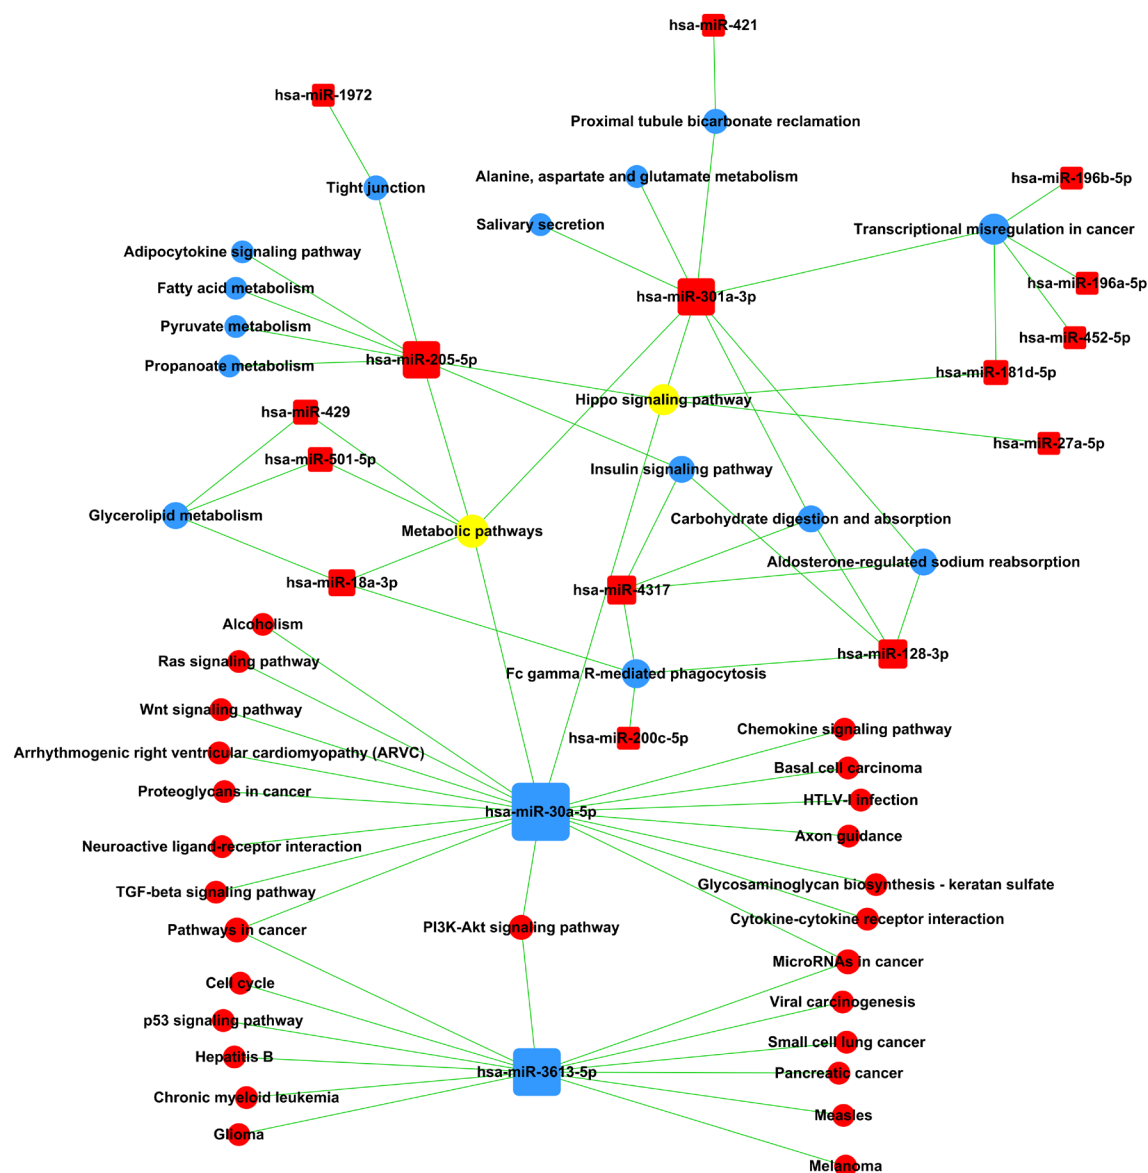 hsa-miR-421
hsa-miR-1972
Proximal tubule bicarbonate reclamation
Alanine, aspartate and glutamate metabolism
hsa-miR-196b-5p
Tight junction
Salivary secretion
Transcriptional misregulation in cancer
Adipocytokine signaling pathway
hsa-miR-196a-5p
Fatty acid metabolism
hsa-miR-301a-3p
Pyruvate metabolism
hsa-miR-452-5p
hsa-miR-205-5p
Propanoate metabolism
hsa-miR-181d-5p
Hippo signaling pathway
hsa-miR-429
hsa-miR-27a-5p
hsa-miR-501-5p
Insulin signaling pathway
Glycerolipid metabolism
Carbohydrate digestion and absorption
Metabolic pathways
Aldosterone-regulated sodium reabsorption
hsa-miR-18a-3p
hsa-miR-4317
Alcoholism
hsa-miR-128-3p
Ras signaling pathway
Fc gamma R-mediated phagocytosis
Wnt signaling pathway
Chemokine signaling pathway
hsa-miR-200c-5p
Arrhythmogenic right ventricular cardiomyopathy (ARVC)
Basal cell carcinoma
Proteoglycans in cancer
HTLV-I infection
hsa-miR-30a-5p
Axon guidance
Neuroactive ligand-receptor interaction
Glycosaminoglycan biosynthesis - keratan sulfate
TGF-beta signaling pathway
Cytokine-cytokine receptor interaction
Pathways in cancer
PI3K-Akt signaling pathway
MicroRNAs in cancer
Cell cycle
Viral carcinogenesis
p53 signaling pathway
Small cell lung cancer
Hepatitis B
hsa-miR-3613-5p
Pancreatic cancer
Chronic myeloid leukemia
Measles
Glioma
Melanoma